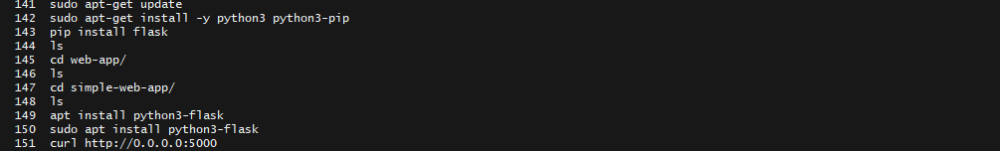 141 sudo apt-get update
142 sudo apt-get install -y python3 python3-pip
143 pip install flask
144 ls
145 cd web-app/
146 ls
147 cd simple-web-app/
148 ls
149 apt install python3-flask
150 sudo apt install python3-flask
151 curl http://0.0.0.0:5000